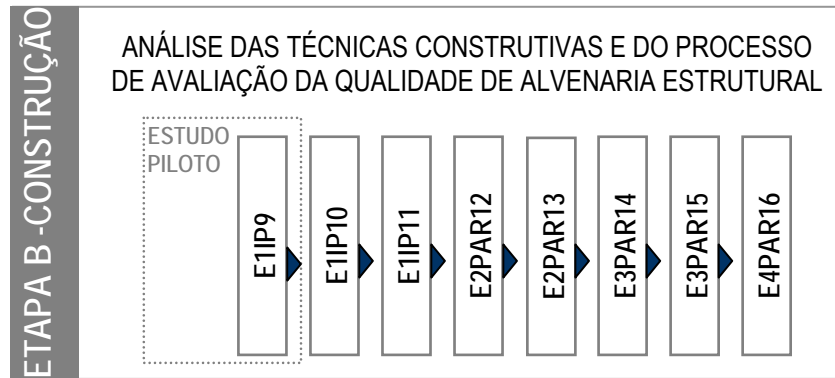 ETAPA B -CONSTRUÇÃO
ANÁLISE DAS TÉCNICAS CONSTRUTIVAS E DO PROCESSO
DE AVALIAÇÃO DA QUALIDADE DE ALVENARIA ESTRUTURAL
ESTUDO
PILOTO
E1IP9
E1IP10
E1IP11
E2PAR12
E2PAR13
E3PAR14
E3PAR15
E4PAR16